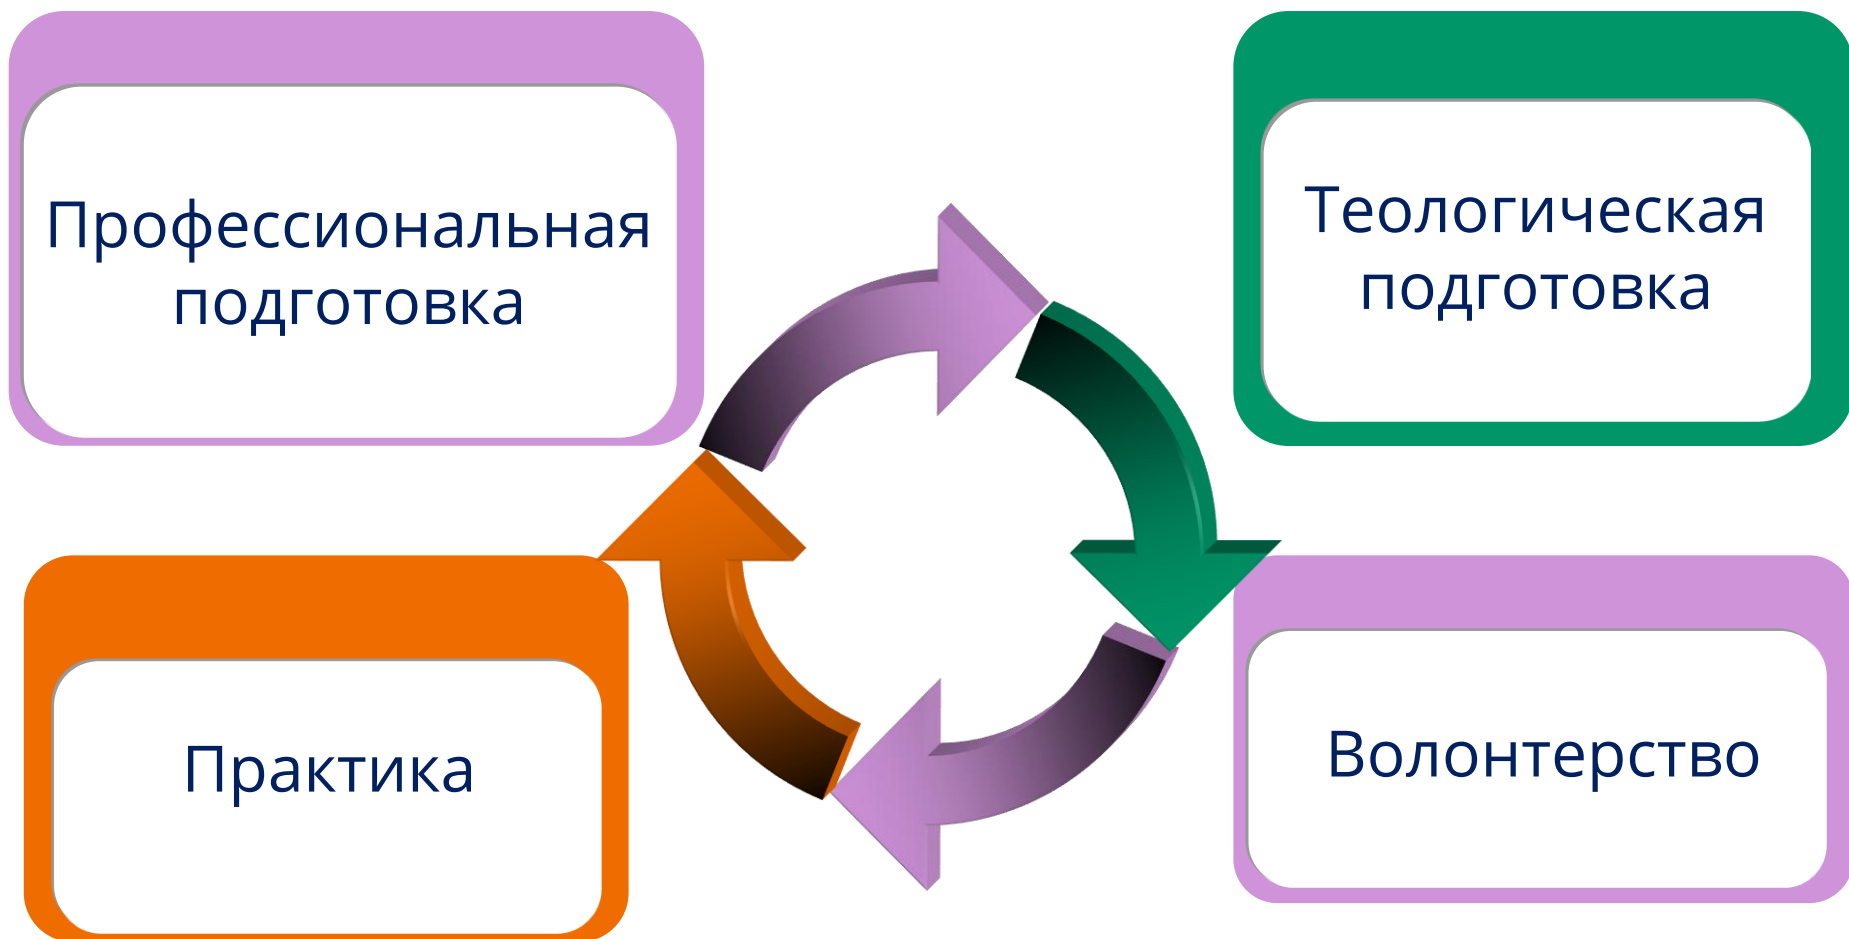 Профессиональная
подготовка
Теологическая
подготовка
Практика
Волонтерство